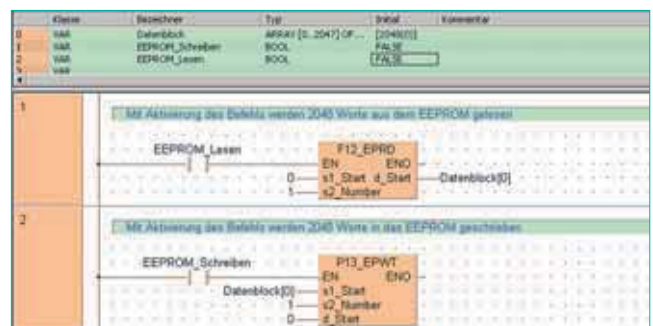 Klasse Bezeichner Typ Initial Kommentar
0 VAR Datenblock ARRAY [0..2047] OF ... [2048(0)]
1 VAR EEPROM_Schreiben BOOL FALSE
2 VAR EEPROM_Lesen BOOL FALSE
3 VAR
1
Mit Aktivierung des Befehls werden 2048 Worte aus dem EEPROM gelesen
EEPROM_Lesen F12_EPRD
EN ENO
0 s1_Start d_Start Datenblock[0]
1 s2_Number
2
Mit Aktivierung des Befehls werden 2048 Worte in das EEPROM geschrieben
EEPROM_Schreiben P13_EPWT
EN ENO
Datenblock[0] s1_Start
1 s2_Number
0 d_Start